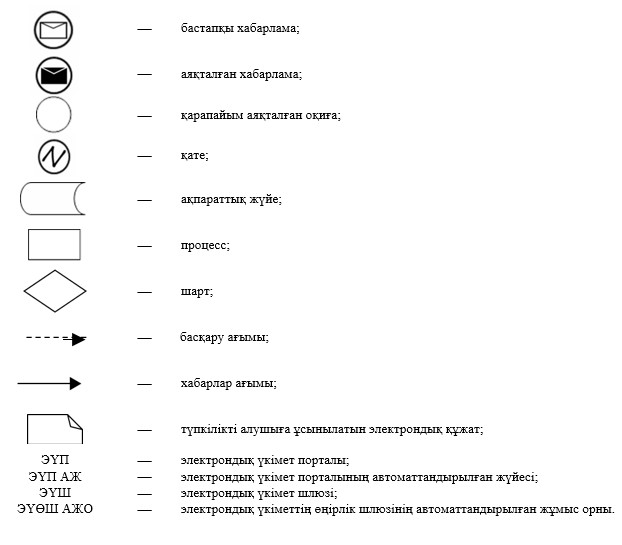 — бастапқы хабарлама;
— аяқталған хабарлама;
— қарапайым аяқталған оқиға;
— қате;
— ақпараттық жүйе;
— процесс;
— шарт;
— басқару ағымы;
— хабарлар ағымы;
— түпкілікті алушыға ұсынылатын электрондық құжат;
ЭҮП — электрондық үкімет порталы;
ЭҮП АЖ — электрондық үкімет порталының автоматтандырылған жүйесі;
ЭҮШ — электрондық үкімет шлюзі;
ЭҮӨШ АЖО — электрондық үкіметтің өңірлік шлюзінің автоматтандырылған жұмыс орны.